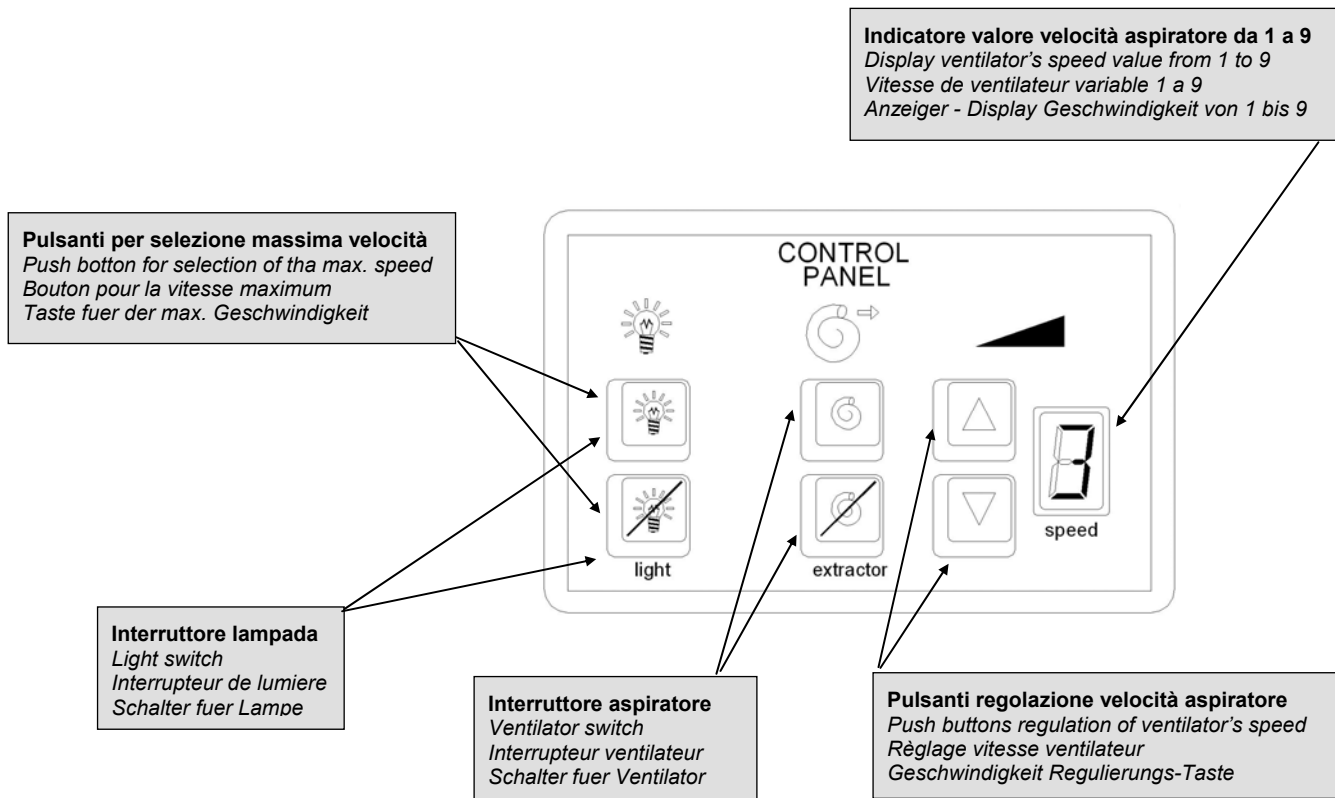 Indicatore valore velocità aspiratore da 1 a 9
Display ventilator's speed value from 1 to 9
Vitesse de ventilateur variable 1 a 9
Anzeiger - Display Geschwindigkeit von 1 bis 9
Pulsanti per selezione massima velocità
Push botton for selection of tha max. speed
Bouton pour la vitesse maximum
Taste fuer der max. Geschwindigkeit
CONTROL
PANEL
3
speed
light
extractor
Interruttore lampada
Light switch
Interrupteur de lumiere
Schalter fuer Lampe
Interruttore aspiratore
Ventilator switch
Interrupteur ventilateur
Schalter fuer Ventilator
Pulsanti regolazione velocità aspiratore
Push buttons regulation of ventilator's speed
Règlage vitesse ventilateur
Geschwindigkeit Regulierungs-Taste